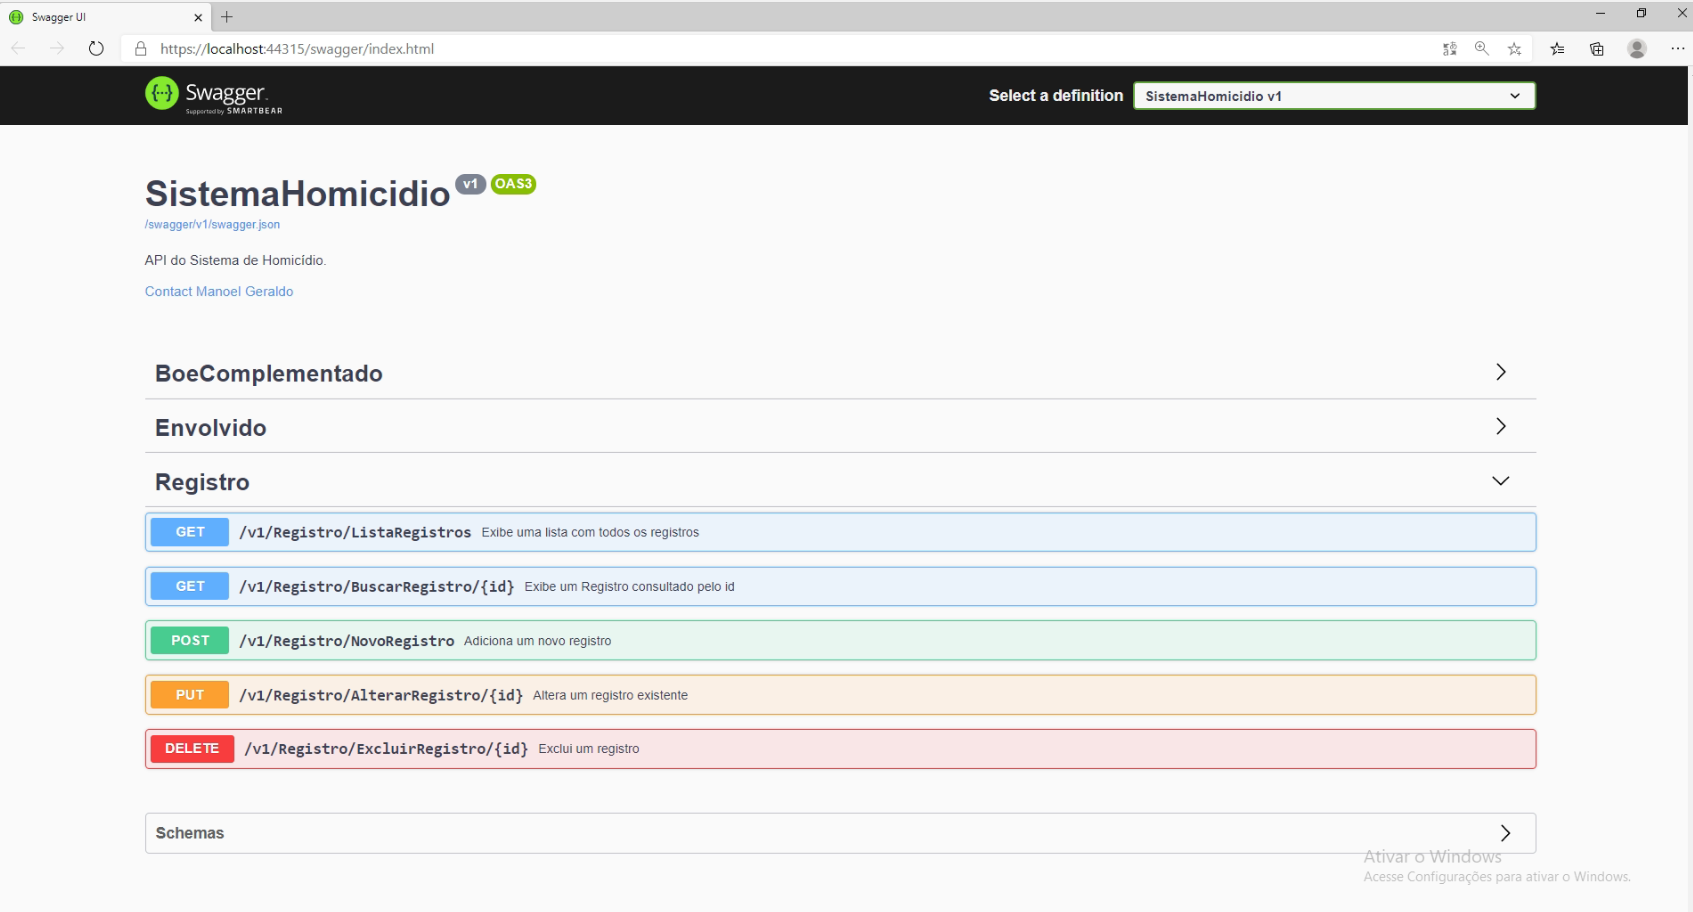 Swagger UI
https://localhost:44315/swagger/index.html
{···} Swagger.
Supported by SMARTBEAR
Select a definition
SistemaHomicidio v1
SistemaHomicidio v1 OAS3
/swagger/v1/swagger.json
API do Sistema de Homicídio.
Contact Manoel Geraldo
BoeComplementado
Envolvido
Registro
GET /v1/Registro/ListaRegistros Exibe uma lista com todos os registros
GET /v1/Registro/BuscarRegistro/{id} Exibe um Registro consultado pelo id
POST /v1/Registro/NovoRegistro Adiciona um novo registro
PUT /v1/Registro/AlterarRegistro/{id} Altera um registro existente
DELETE /v1/Registro/ExcluirRegistro/{id} Exclui um registro
Schemas
Ativar o Windows
Acesse Configurações para ativar o Windows.